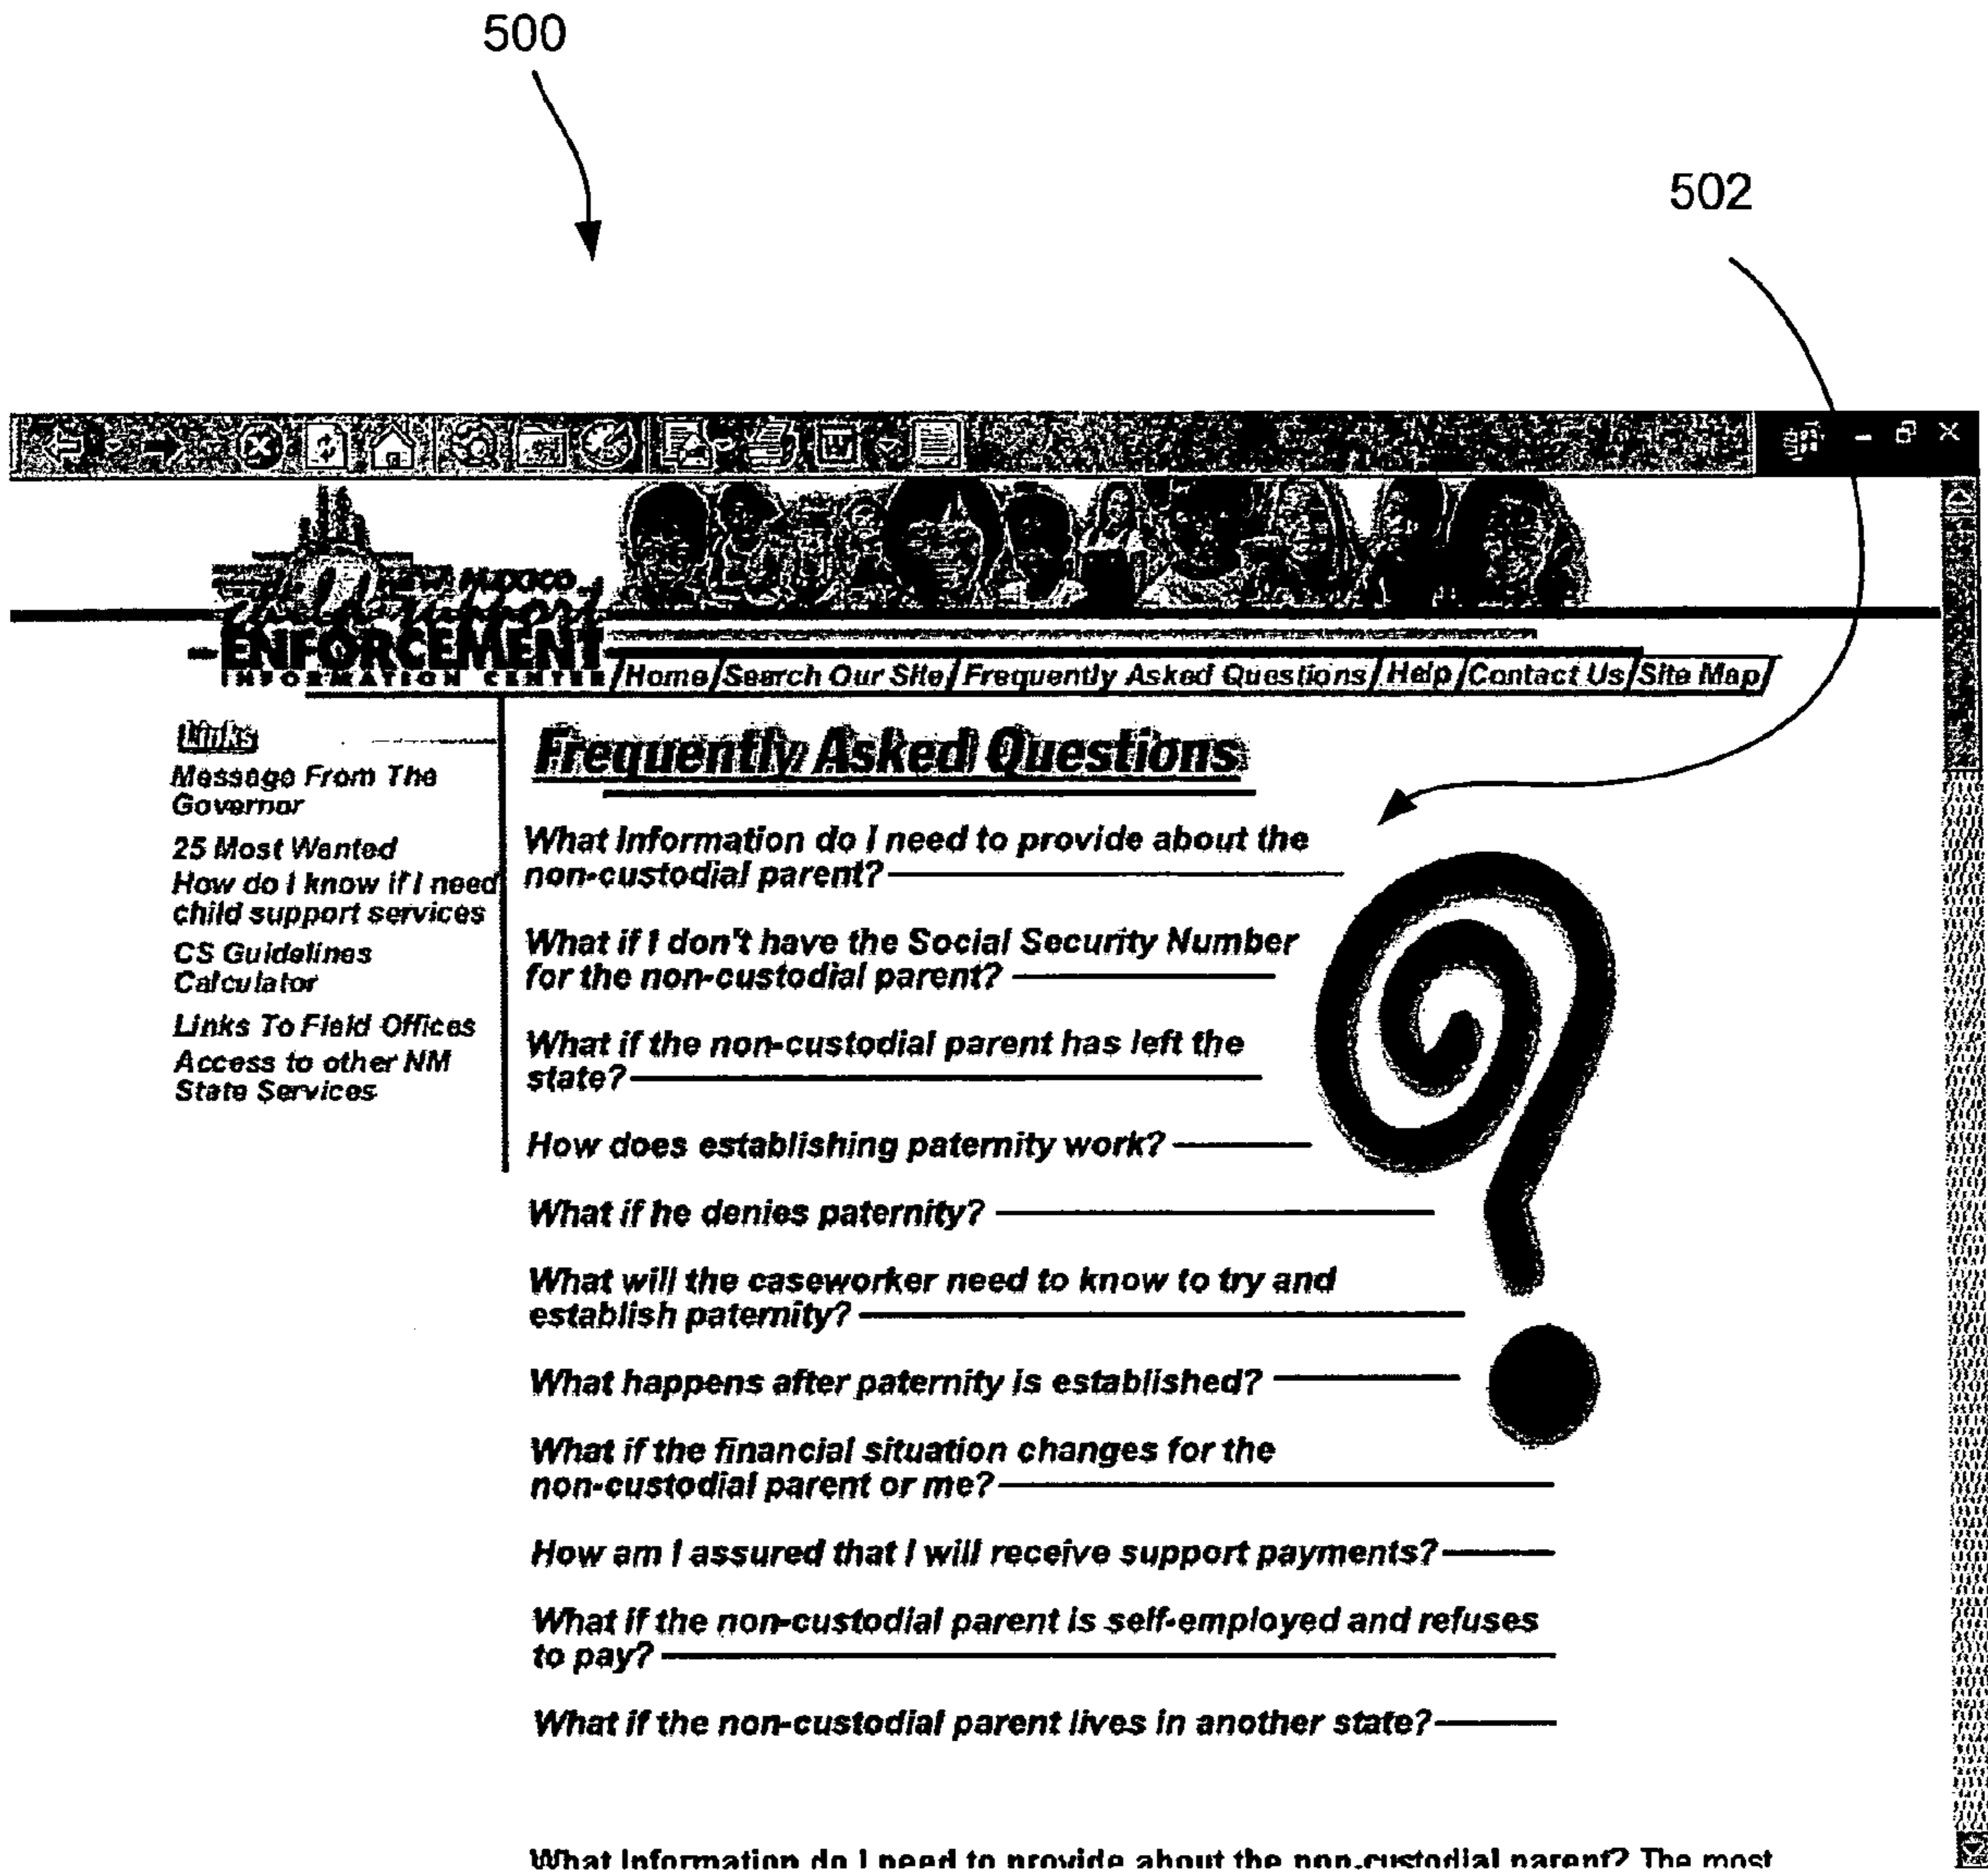 500
502
New Mexico
Child Support
ENFORCEMENT
INFORMATION CENTER
Home/Search Our Site/Frequently Asked Questions/Help/Contact Us/Site Map/
Links
Message From The
Governor
25 Most Wanted
How do I know if I need
child support services
CS Guidelines
Calculator
Links To Field Offices
Access to other NM
State Services
Frequently Asked Questions
What Information do I need to provide about the
non-custodial parent?
What if I don't have the Social Security Number
for the non-custodial parent?
What if the non-custodial parent has left the
state?
How does establishing paternity work?
What if he denies paternity?
What will the caseworker need to know to try and
establish paternity?
What happens after paternity is established?
What if the financial situation changes for the
non-custodial parent or me?
How am I assured that I will receive support payments?
What if the non-custodial parent is self-employed and refuses
to pay?
What if the non-custodial parent lives in another state?
What Information do I need to provide about the non-custodial parent? The most